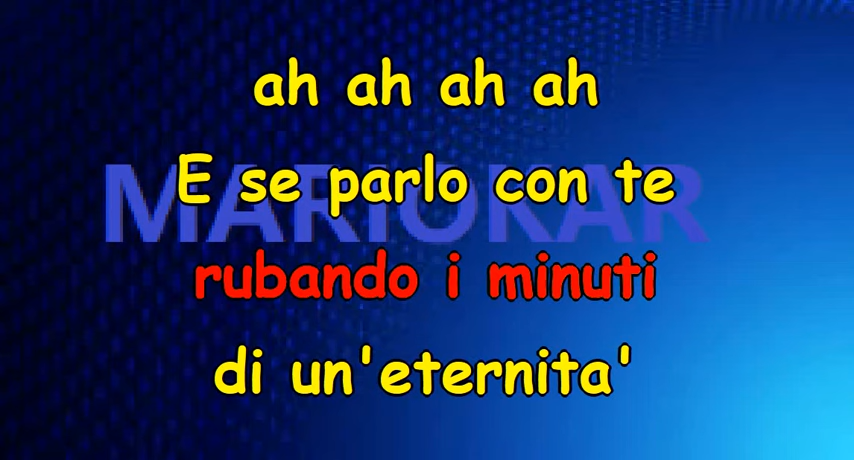 ah ah ah ah
E se parlo con te
MARIOKAR
rubando i minuti
di un'eternita'